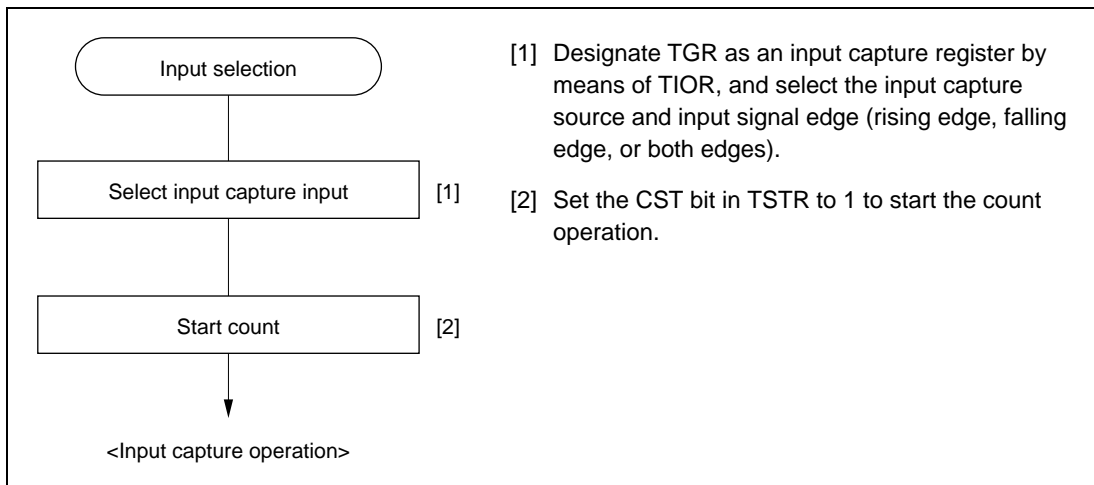 Input selection
Select input capture input
[1]
Start count
[2]
<Input capture operation>
[1] Designate TGR as an input capture register by
means of TIOR, and select the input capture
source and input signal edge (rising edge, falling
edge, or both edges).
[2] Set the CST bit in TSTR to 1 to start the count
operation.